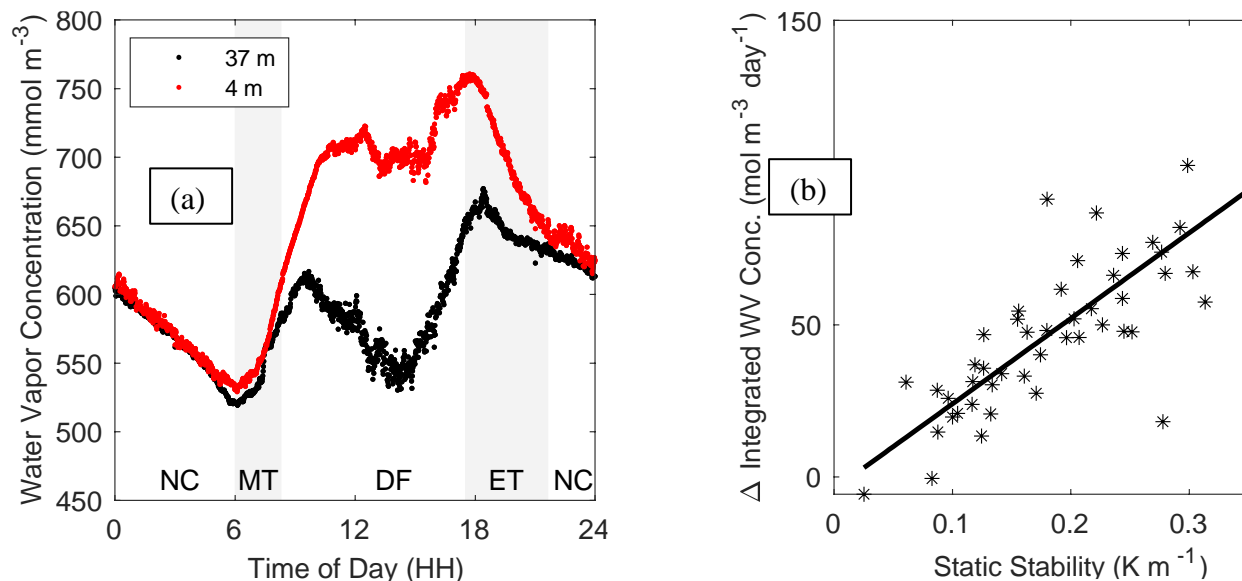 Water Vapor Concentration (mmol m-3)
800
750
700
650
600
550
500
450
37 m
4 m
(a)
NC MT DF ET NC
0 6 12 18 24
Time of Day (HH)
Δ Integrated WV Conc. (mol m-3 day-1)
150
50
0
(b)
0 0.1 0.2 0.3
Static Stability (K m -1)